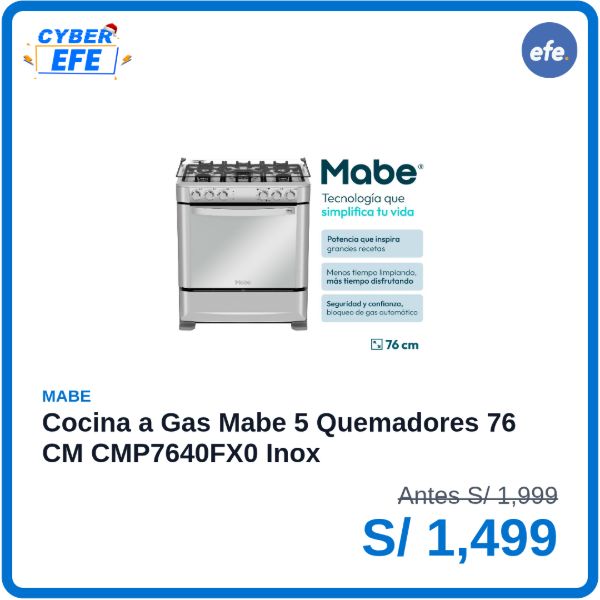 CYBER
EFE
efe.
Mabe®
Tecnología que
simplifica tu vida
Potencia que inspira
grandes recetas
Menos tiempo limpiando,
más tiempo disfrutando
Seguridad y confianza,
bloqueo de gas automático
76 cm
Mabe
MABE
Cocina a Gas Mabe 5 Quemadores 76
CM CMP7640FX0 Inox
Antes S/ 1,999
S/ 1,499